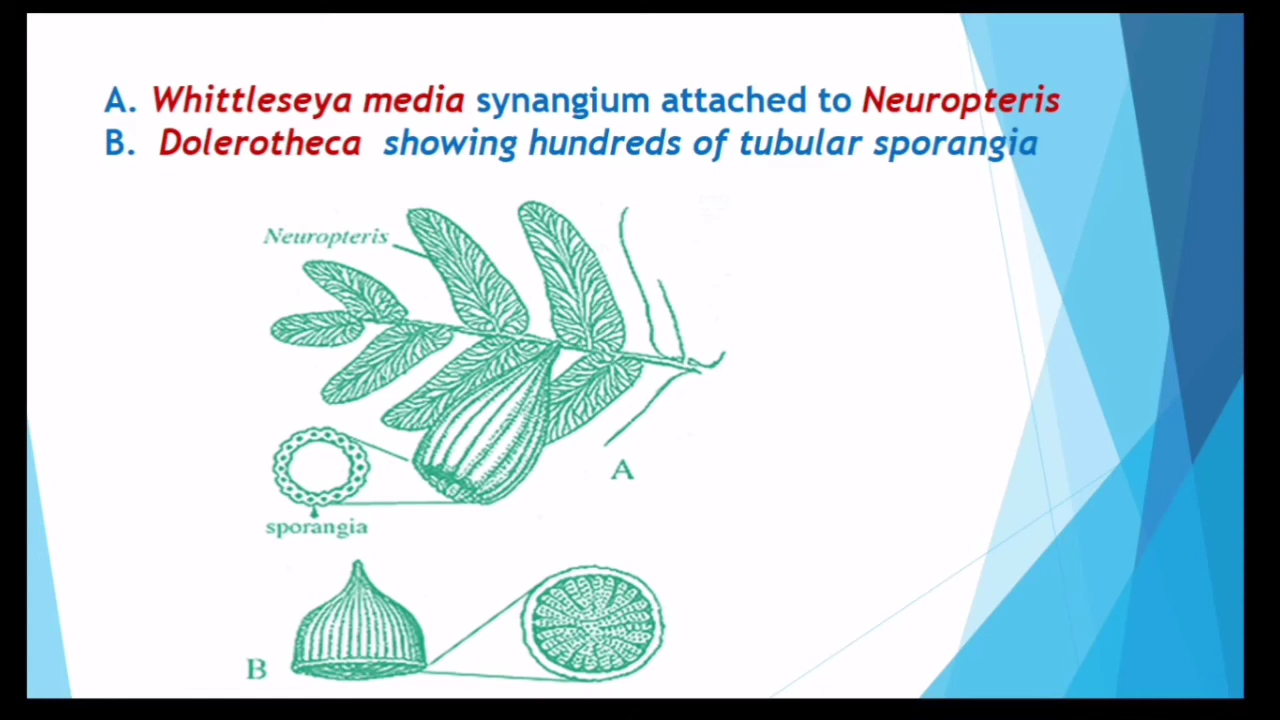 A. Whittleseya media synangium attached to Neuropteris
B. Dolerotheca showing hundreds of tubular sporangia
Neuropteris
A
sporangia
B